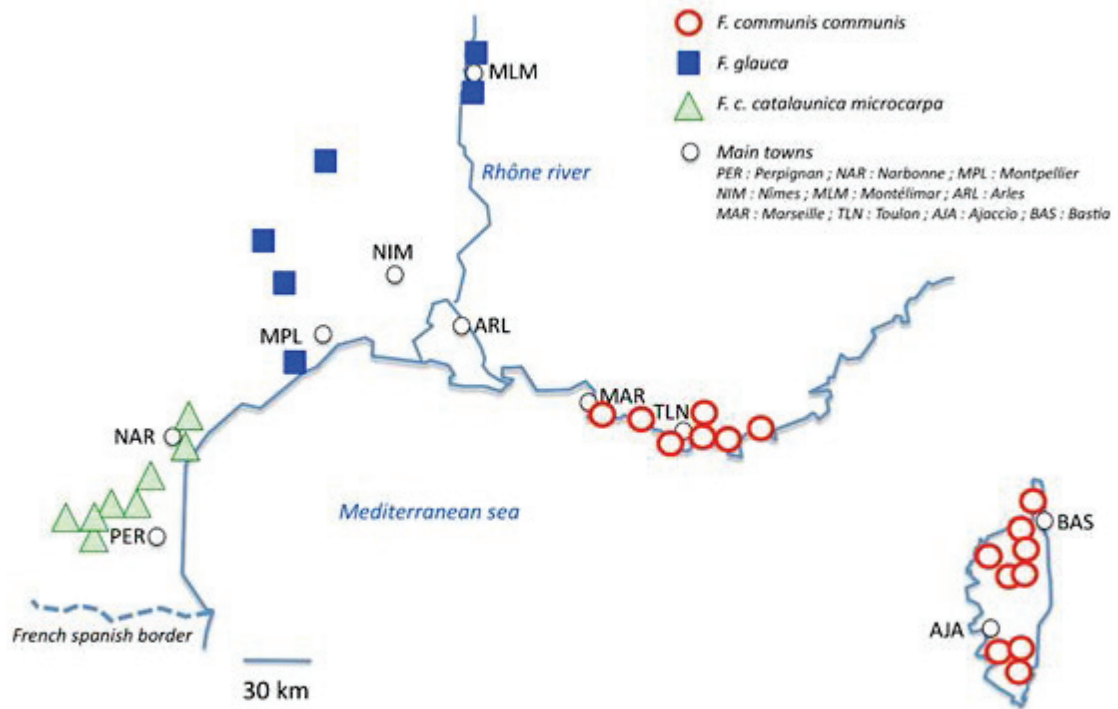 F. communis communis
F. glauca
F. c. catalaunica microcarpa
Main towns
PER : Perpignan ; NAR : Narbonne ; MPL : Montpellier
NIM : Nîmes ; MLM : Montélimar ; ARL : Arles
MAR : Marseille ; TLN : Toulon ; AJA : Ajaccio ; BAS : Bastia
MLM
Rhône river
NIM
ARL
MPL
MAR
TLN
NAR
Mediterranean sea
PER
BAS
AJA
French spanish border
30 km